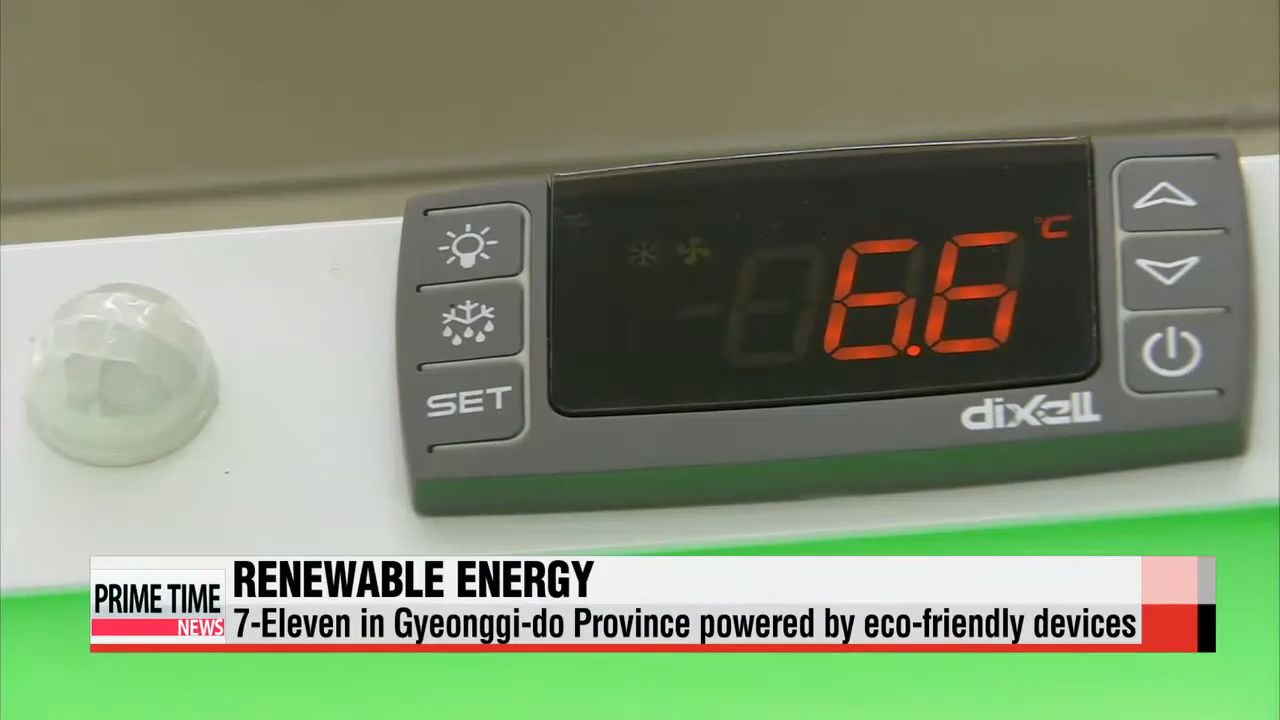 SET
6.6 °C
dixell
PRIME TIME
NEWS
RENEWABLE ENERGY
7-Eleven in Gyeonggi-do Province powered by eco-friendly devices